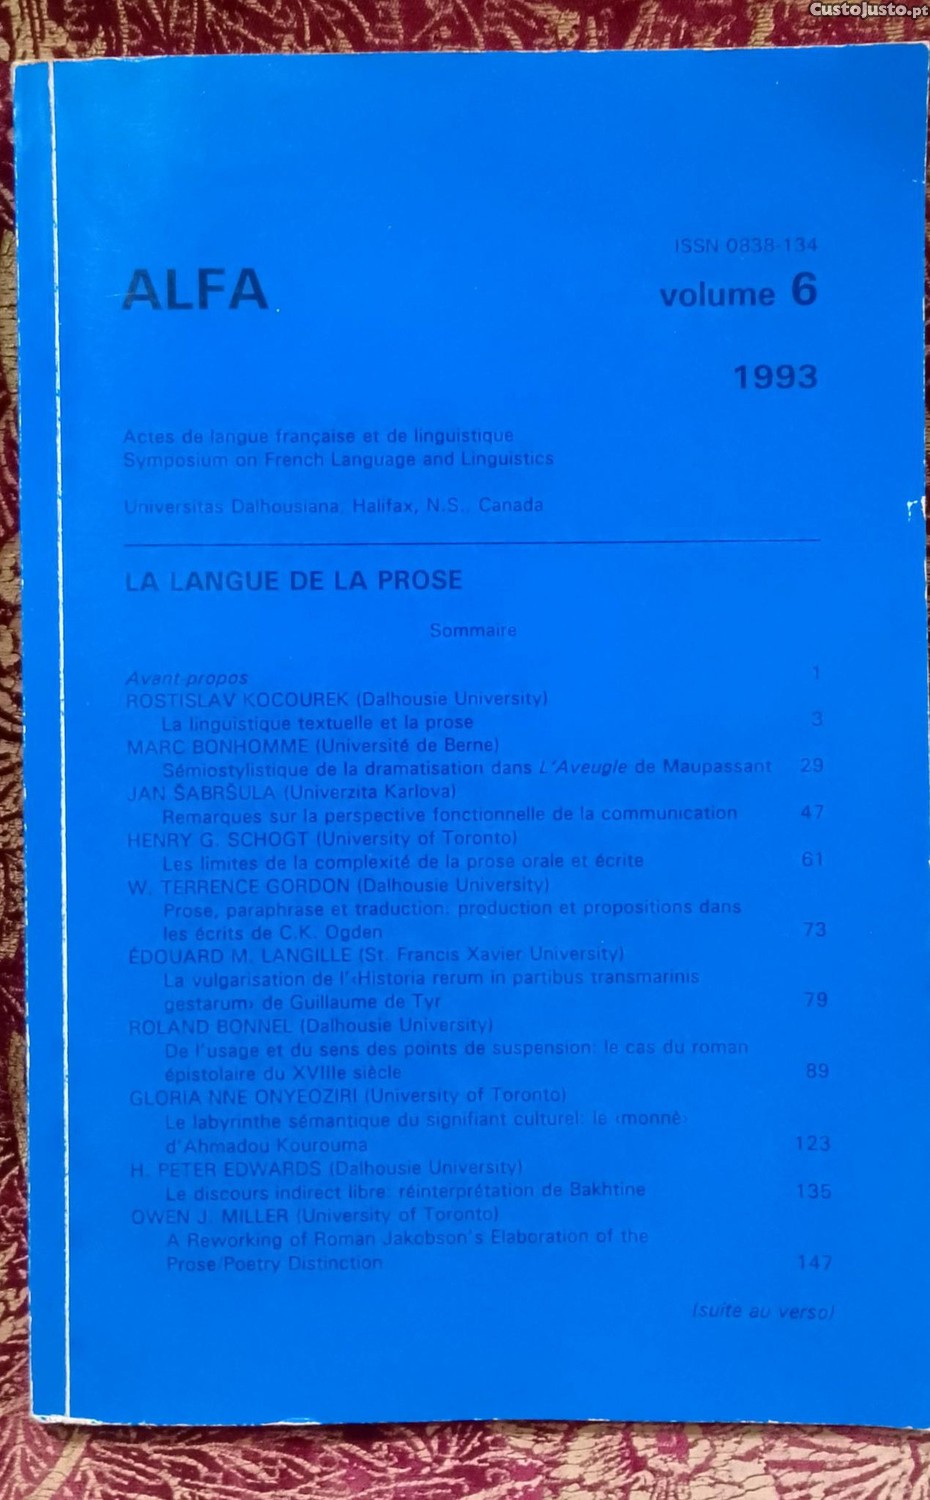 CustoJusto.pt
ISSN 0838-134
ALFA
volume 6
1993
Actes de langue française et de linguistique
Symposium on French Language and Linguistics
Universitas Dalhousiana, Halifax, N.S., Canada
LA LANGUE DE LA PROSE
Sommaire
Avant-propos 1
ROSTISLAV KOCOUREK (Dalhousie University)
La linguistique textuelle et la prose 3
MARC BONHOMME (Université de Berne)
Sémiostylistique de la dramatisation dans L'Aveugle de Maupassant 29
JAN ŠABRŠULA (Univerzita Karlova)
Remarques sur la perspective fonctionnelle de la communication 47
HENRY G. SCHOGT (University of Toronto)
Les limites de la complexité de la prose orale et écrite 61
W. TERRENCE GORDON (Dalhousie University)
Prose, paraphrase et traduction: production et propositions dans
les écrits de C.K. Ogden 73
ÉDOUARD M. LANGILLE (St. Francis Xavier University)
La vulgarisation de l'‹Historia rerum in partibus transmarinis
gestarum› de Guillaume de Tyr 79
ROLAND BONNEL (Dalhousie University)
De l'usage et du sens des points de suspension: le cas du roman
épistolaire du XVIIIe siècle 89
GLORIA NNE ONYEOZIRI (University of Toronto)
Le labyrinthe sémantique du signifiant culturel: le ‹monnè›
d'Ahmadou Kourouma 123
H. PETER EDWARDS (Dalhousie University)
Le discours indirect libre: réinterprétation de Bakhtine 135
OWEN J. MILLER (University of Toronto)
A Reworking of Roman Jakobson's Elaboration of the
Prose/Poetry Distinction 147
(suite au verso)